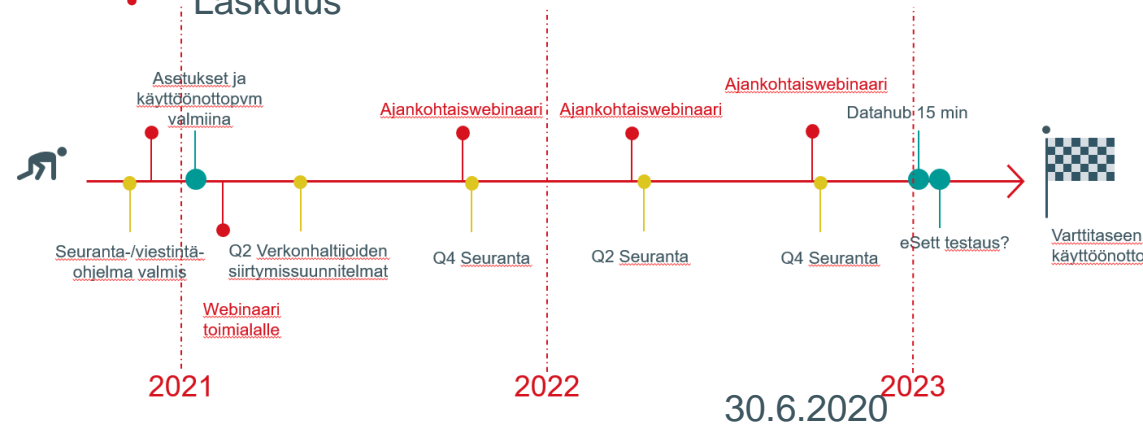 Laskutus
Asetukset ja
käyttöönottopvm
valmiina
Ajankohtaiswebinaari
Ajankohtaiswebinaari
Ajankohtaiswebinaari
Datahub 15 min
Seuranta-/viestintä-
ohjelma valmis
Q2 Verkonhaltijoiden
siirtymissuunnitelmat
Webinaari
toimialalle
Q4 Seuranta
Q2 Seuranta
Q4 Seuranta
eSett testaus?
Varttitaseen
käyttöönotto
2021
2022
2023
30.6.2020